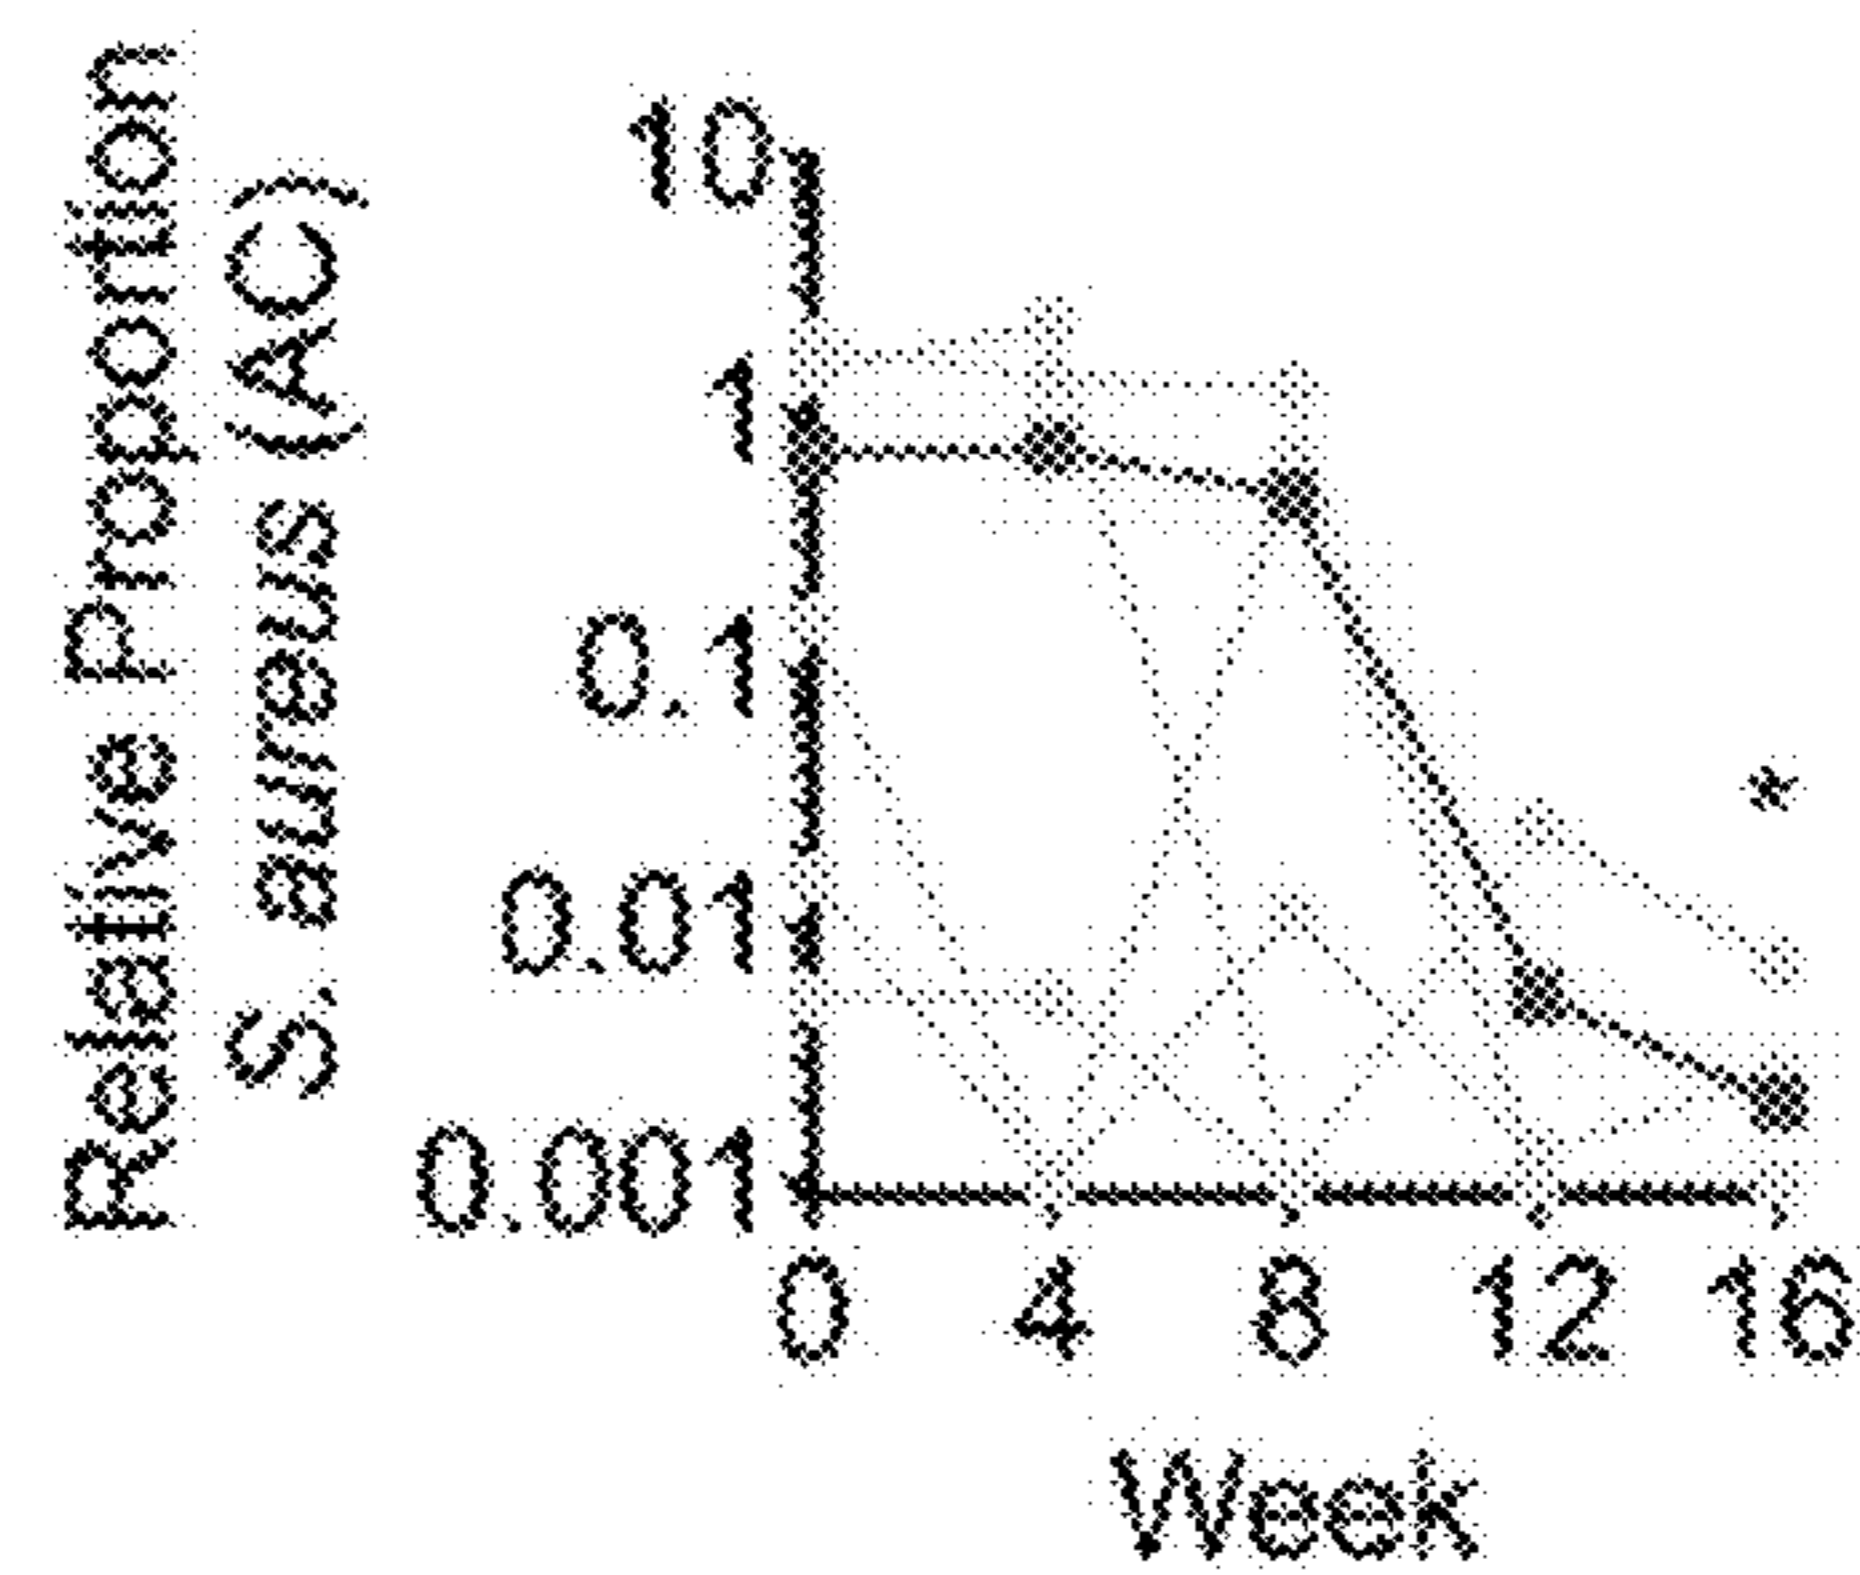 Relative Proportion
S. aureus (AC)
10
1
0.1
0.01
0.001
*
0 4 8 12 16
Week